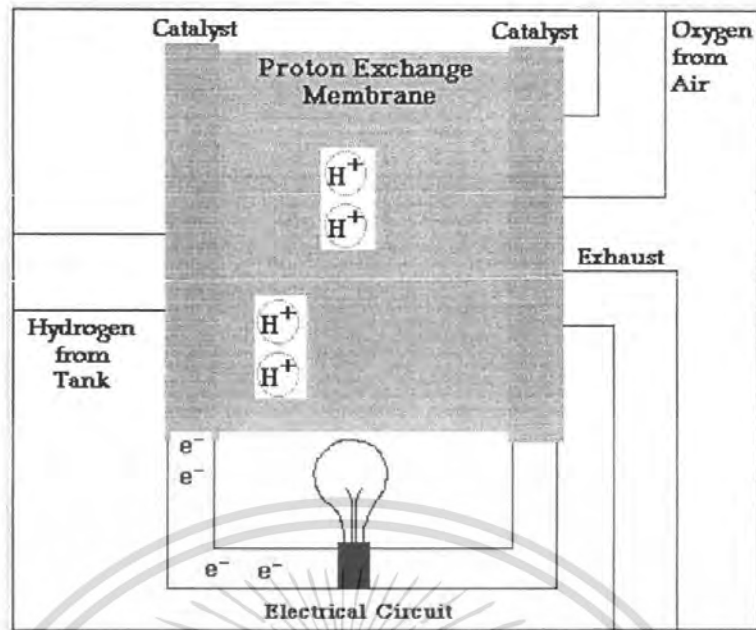 Catalyst
Catalyst
Oxygen
from
Air
Proton Exchange
Membrane
H+
H+
Exhaust
Hydrogen
from
Tank
H+
H+
e−
e−
e− e−
Electrical Circuit